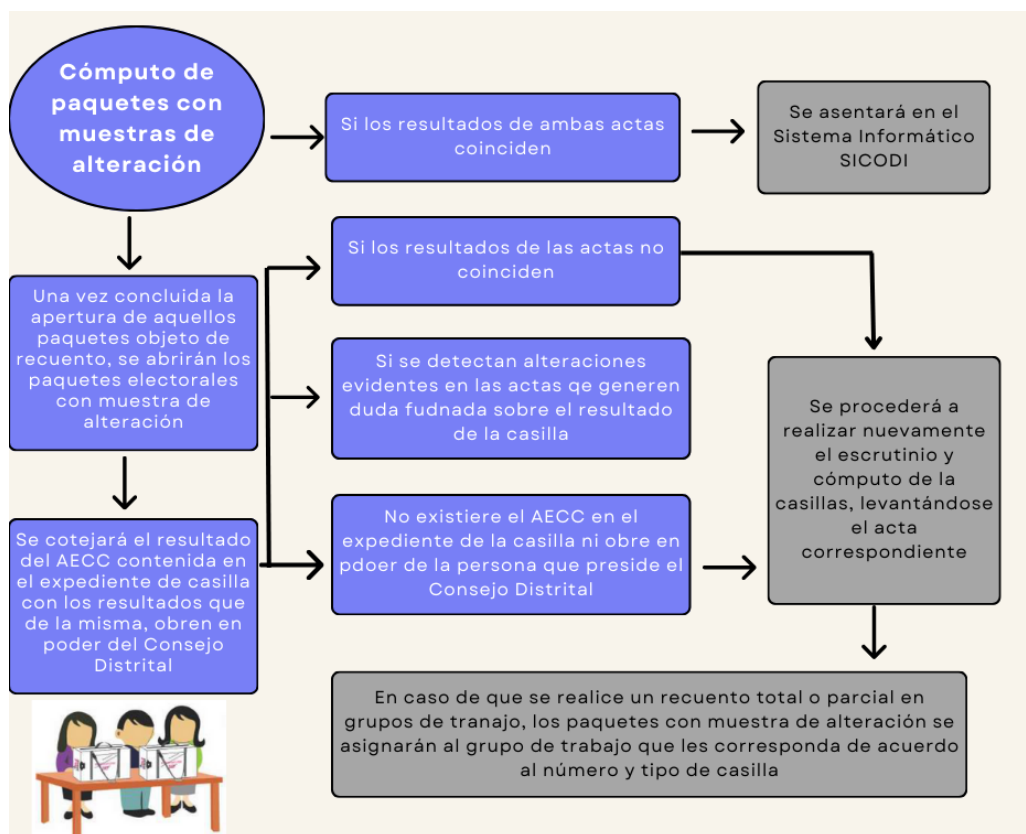 Cómputo de
paquetes con
muestras de
alteración
Si los resultados de ambas actas
coinciden
Se asentará en el
Sistema Informático
SICODI
Una vez concluida la
apertura de aquellos
paquetes objeto de
recuento, se abrirán los
paquetes electorales
con muestra de
alteración
Si los resultados de las actas no
coinciden
Si se detectan alteraciones
evidentes en las actas qe generen
duda fudnada sobre el resultado
de la casilla
Se procederá a
realizar nuevamente
el escrutinio y
cómputo de la
casillas, levantándose
el acta
correspondiente
Se cotejará el resultado
del AECC contenida en
el expediente de casilla
con los resultados que
de la misma, obren en
poder del Consejo
Distrital
No existiere el AECC en el
expediente de la casilla ni obre en
pdoer de la persona que preside el
Consejo Distrital
En caso de que se realice un recuento total o parcial en
grupos de tranajo, los paquetes con muestra de alteración se
asignarán al grupo de trabajo que les corresponda de acuerdo
al número y tipo de casilla